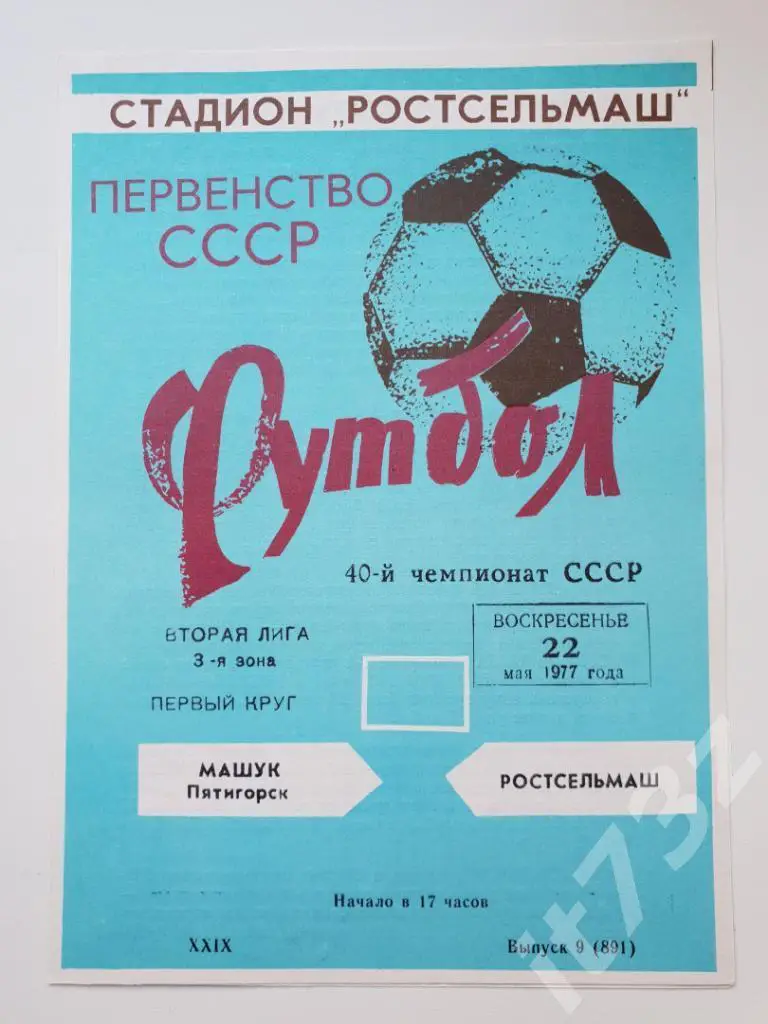 СТАДИОН „РОСТСЕЛЬМАШ“
ПЕРВЕНСТВО
СССР
Футбол
40-й чемпионат СССР
ВТОРАЯ ЛИГА
3-я зона
ПЕРВЫЙ КРУГ
ВОСКРЕСЕНЬЕ
22
мая 1977 года
МАШУК
Пятигорск
РОСТСЕЛЬМАШ
Начало в 17 часов
XXIX
Выпуск 9 (891)
it73z